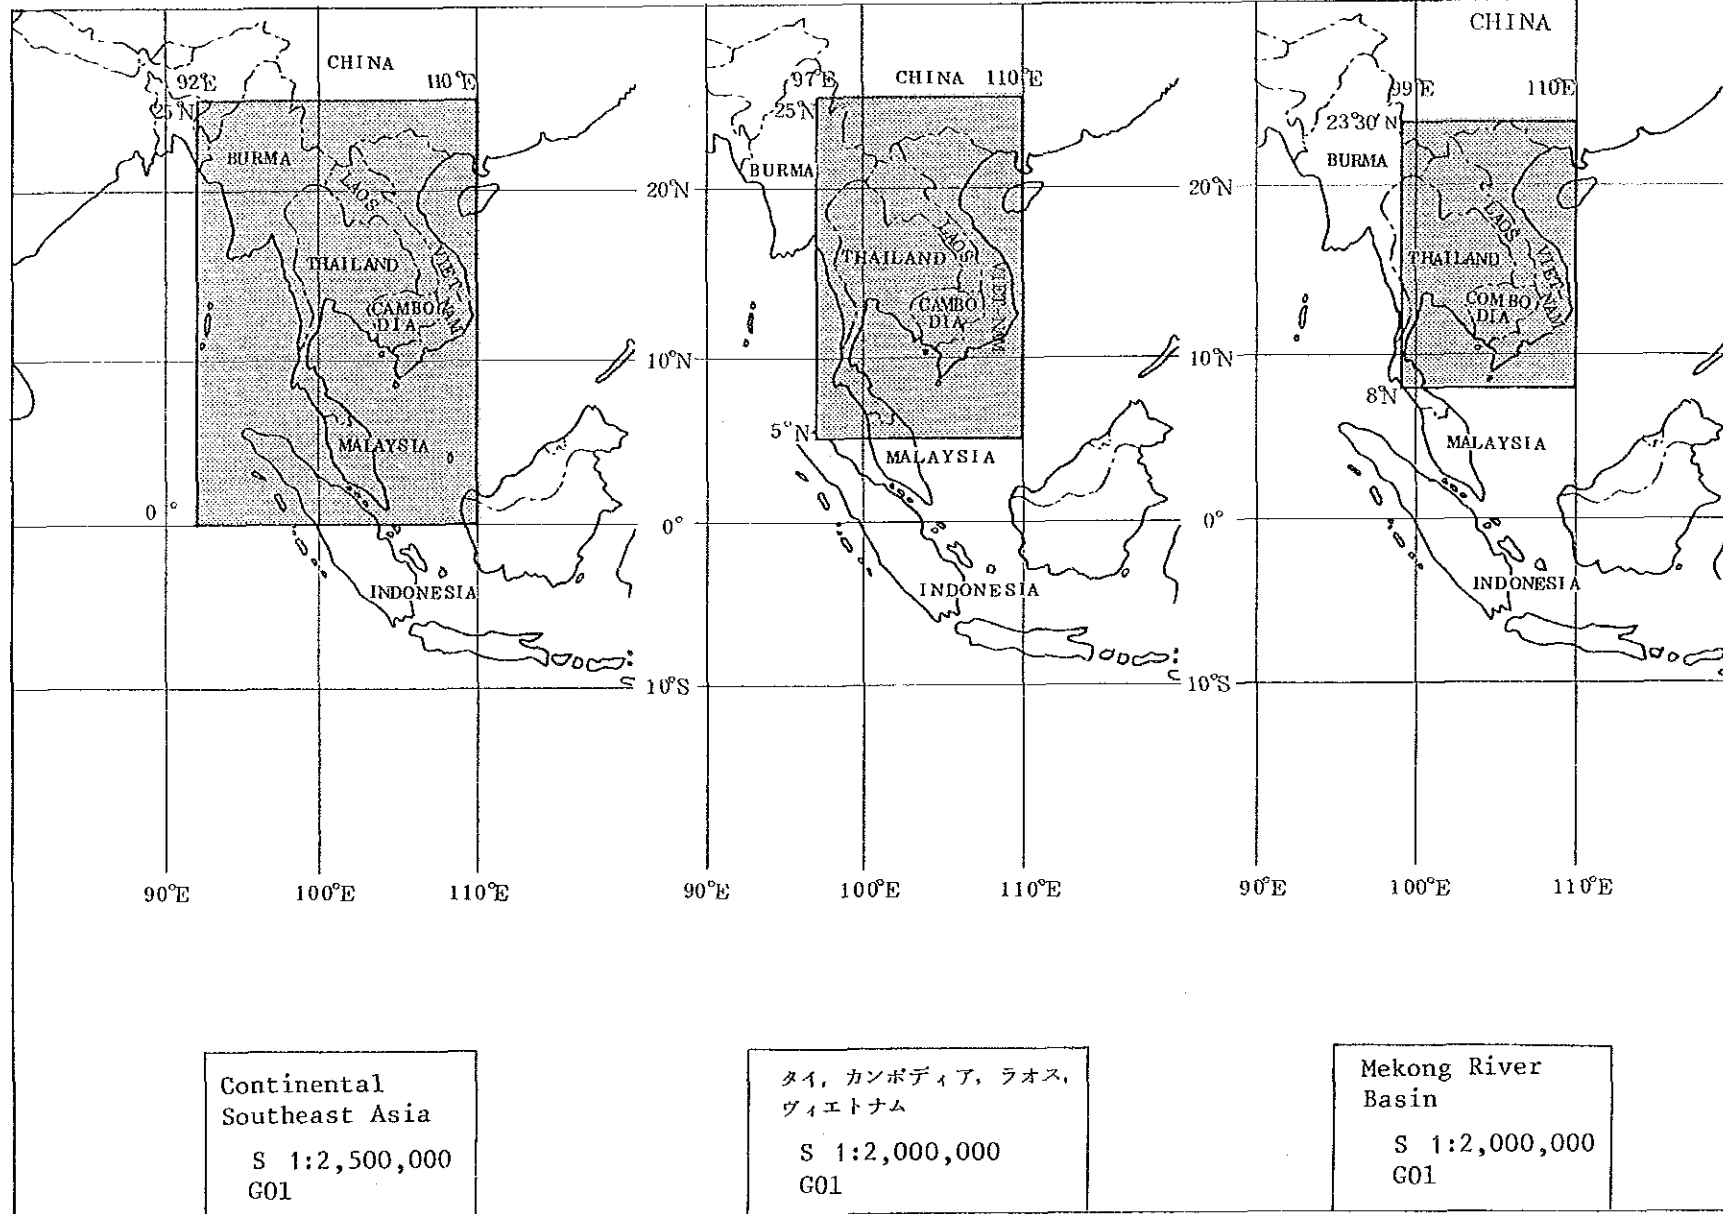 CHINA
92°E
110°E
25°N
BURMA
LAOS
THAILAND
VIET-NAM
CAMBO
DIA
MALAYSIA
0°
INDONESIA
90°E
100°E
110°E
20°N
10°N
0°
10°S
CHINA
97°E
110°E
25°N
BURMA
LAOS
THAILAND
VIET-NAM
CAMBO
DIA
5°N
MALAYSIA
INDONESIA
90°E
100°E
110°E
20°N
10°N
0°
10°S
CHINA
99°E
110°E
23°30'N
BURMA
LAOS
THAILAND
VIET-NAM
COMBO
DIA
8°N
MALAYSIA
INDONESIA
90°E
100°E
110°E
Continental
Southeast Asia
S 1:2,500,000
G01
タイ, カンボディア, ラオス,
ヴィエトナム
S 1:2,000,000
G01
Mekong River
Basin
S 1:2,000,000
G01